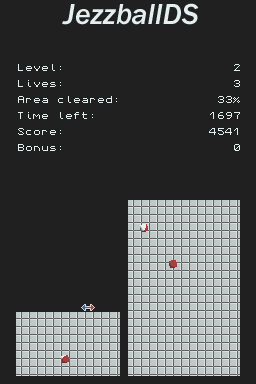 JezzballDS
Level: 2
Lives: 3
Area cleared: 33%
Time left: 1697
Score: 4541
Bonus: 0